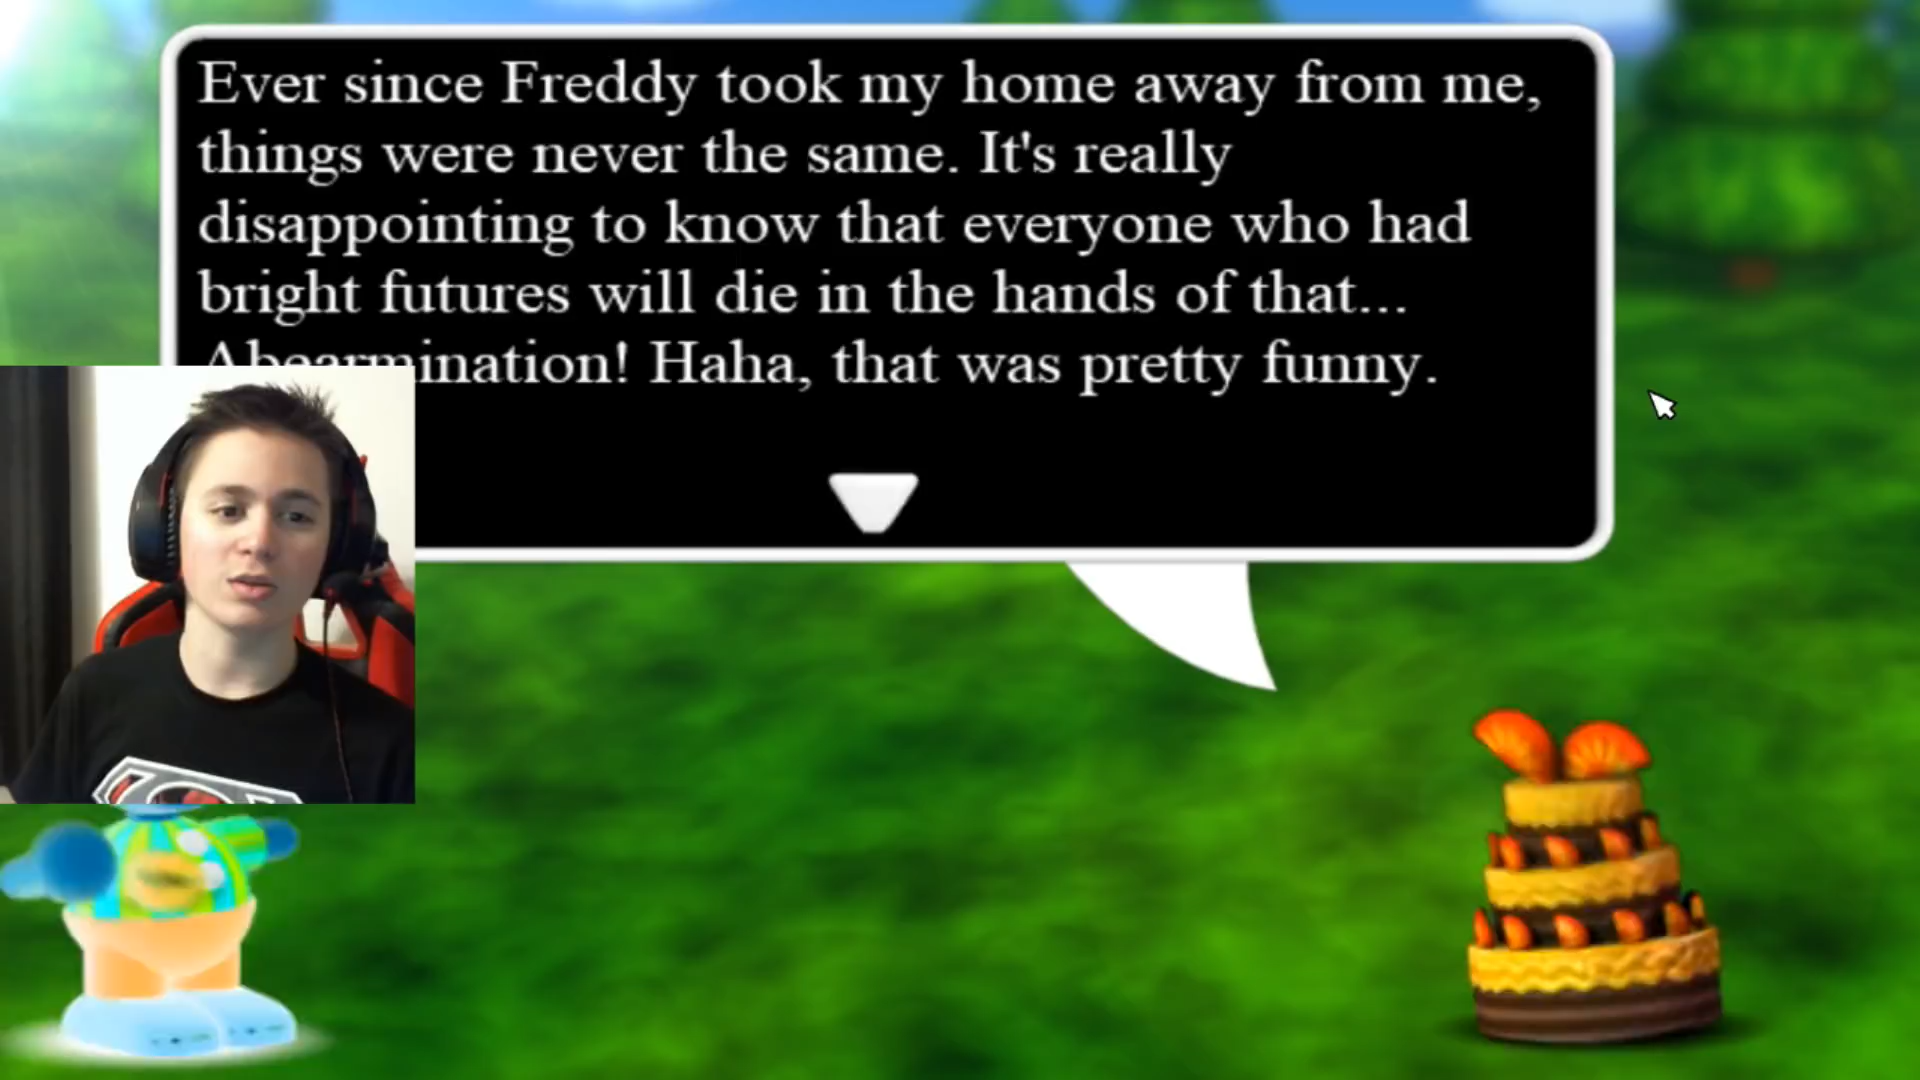 Ever since Freddy took my home away from me,
things were never the same. It's really
disappointing to know that everyone who had
bright futures will die in the hands of that...
Abearmination! Haha, that was pretty funny.